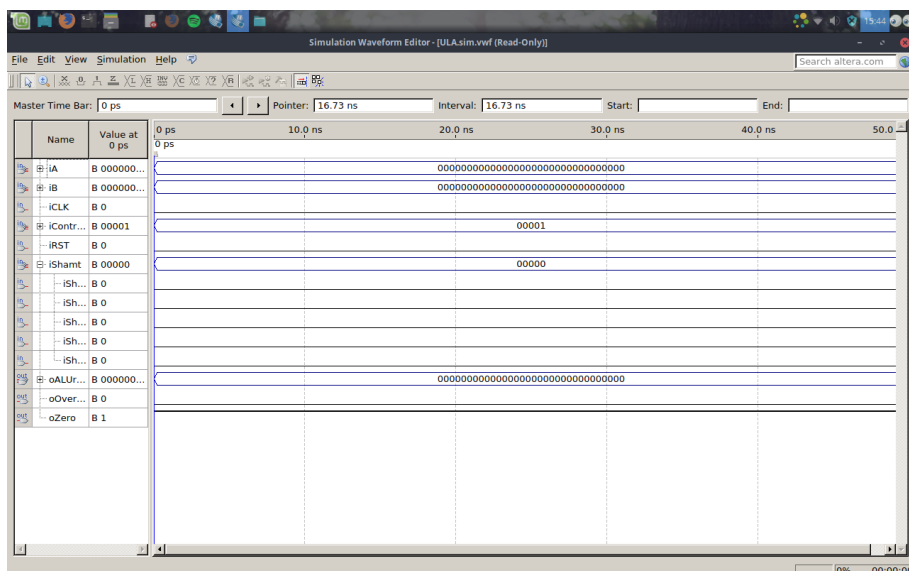 15:44
Simulation Waveform Editor - [ULA.sim.vwf (Read-Only)]
File Edit View Simulation Help
Search altera.com
Master Time Bar: 0 ps Pointer: 16.73 ns Interval: 16.73 ns Start: End:
Name Value at 0 ps 0 ps 10.0 ns 20.0 ns 30.0 ns 40.0 ns 50.0
0 ps
iA B 000000... 00000000000000000000000000000000
iB B 000000... 00000000000000000000000000000000
iCLK B 0
iContr... B 00001 00001
iRST B 0
iShamt B 00000 00000
iSh... B 0
iSh... B 0
iSh... B 0
iSh... B 0
iSh... B 0
oALUr... B 000000... 00000000000000000000000000000000
oOver... B 0
oZero B 1
0% 00:00:0